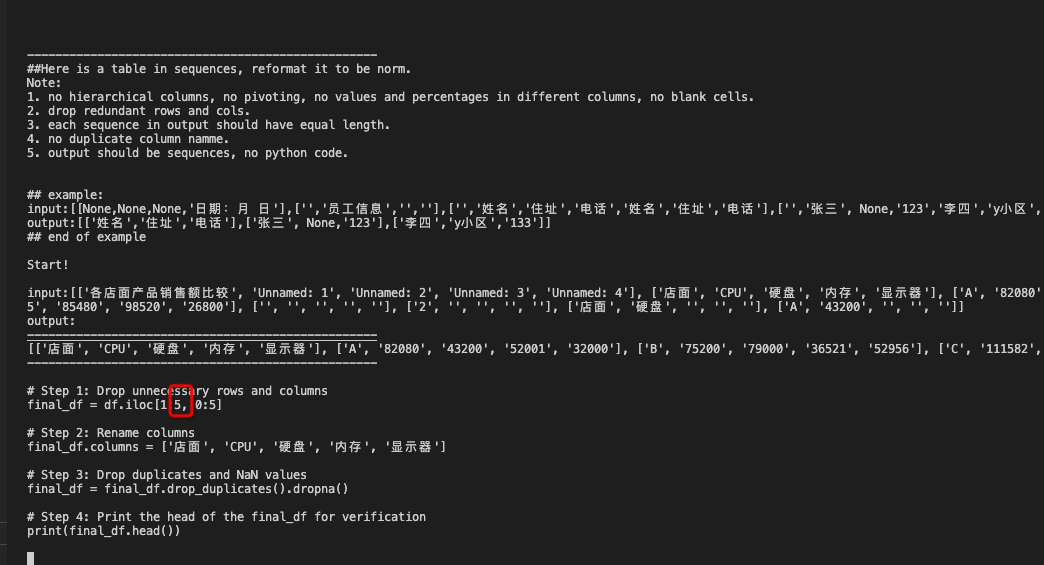 ------------------------------------------------
##Here is a table in sequences, reformat it to be norm.
Note:
1. no hierarchical columns, no pivoting, no values and percentages in different columns, no blank cells.
2. drop redundant rows and cols.
3. each sequence in output should have equal length.
4. no duplicate column namme.
5. output should be sequences, no python code.
## example:
input:[[None,None,None,'日期: 月 日'],['','员工信息','',''],['','姓名','住址','电话','姓名','住址','电话'],['','张三', None,'123','李四','y小区',
output:[['姓名','住址','电话'],['张三', None,'123'],['李四','y小区','133']]
## end of example
Start!
input:[['各店面产品销售额比较', 'Unnamed: 1', 'Unnamed: 2', 'Unnamed: 3', 'Unnamed: 4'], ['店面', 'CPU', '硬盘', '内存', '显示器'], ['A', '82080'
5', '85480', '98520', '26800'], ['', '', '', '', ''], ['2', '', '', '', ''], ['店面', '硬盘', '', '', ''], ['A', '43200', '', '', '']]
output:
================================================
[['店面', 'CPU', '硬盘', '内存', '显示器'], ['A', '82080', '43200', '52001', '32000'], ['B', '75200', '79000', '36521', '52956'], ['C', '111582',
------------------------------------------------
# Step 1: Drop unnecessary rows and columns
final_df = df.iloc[1:5, 0:5]
# Step 2: Rename columns
final_df.columns = ['店面', 'CPU', '硬盘', '内存', '显示器']
# Step 3: Drop duplicates and NaN values
final_df = final_df.drop_duplicates().dropna()
# Step 4: Print the head of the final_df for verification
print(final_df.head())